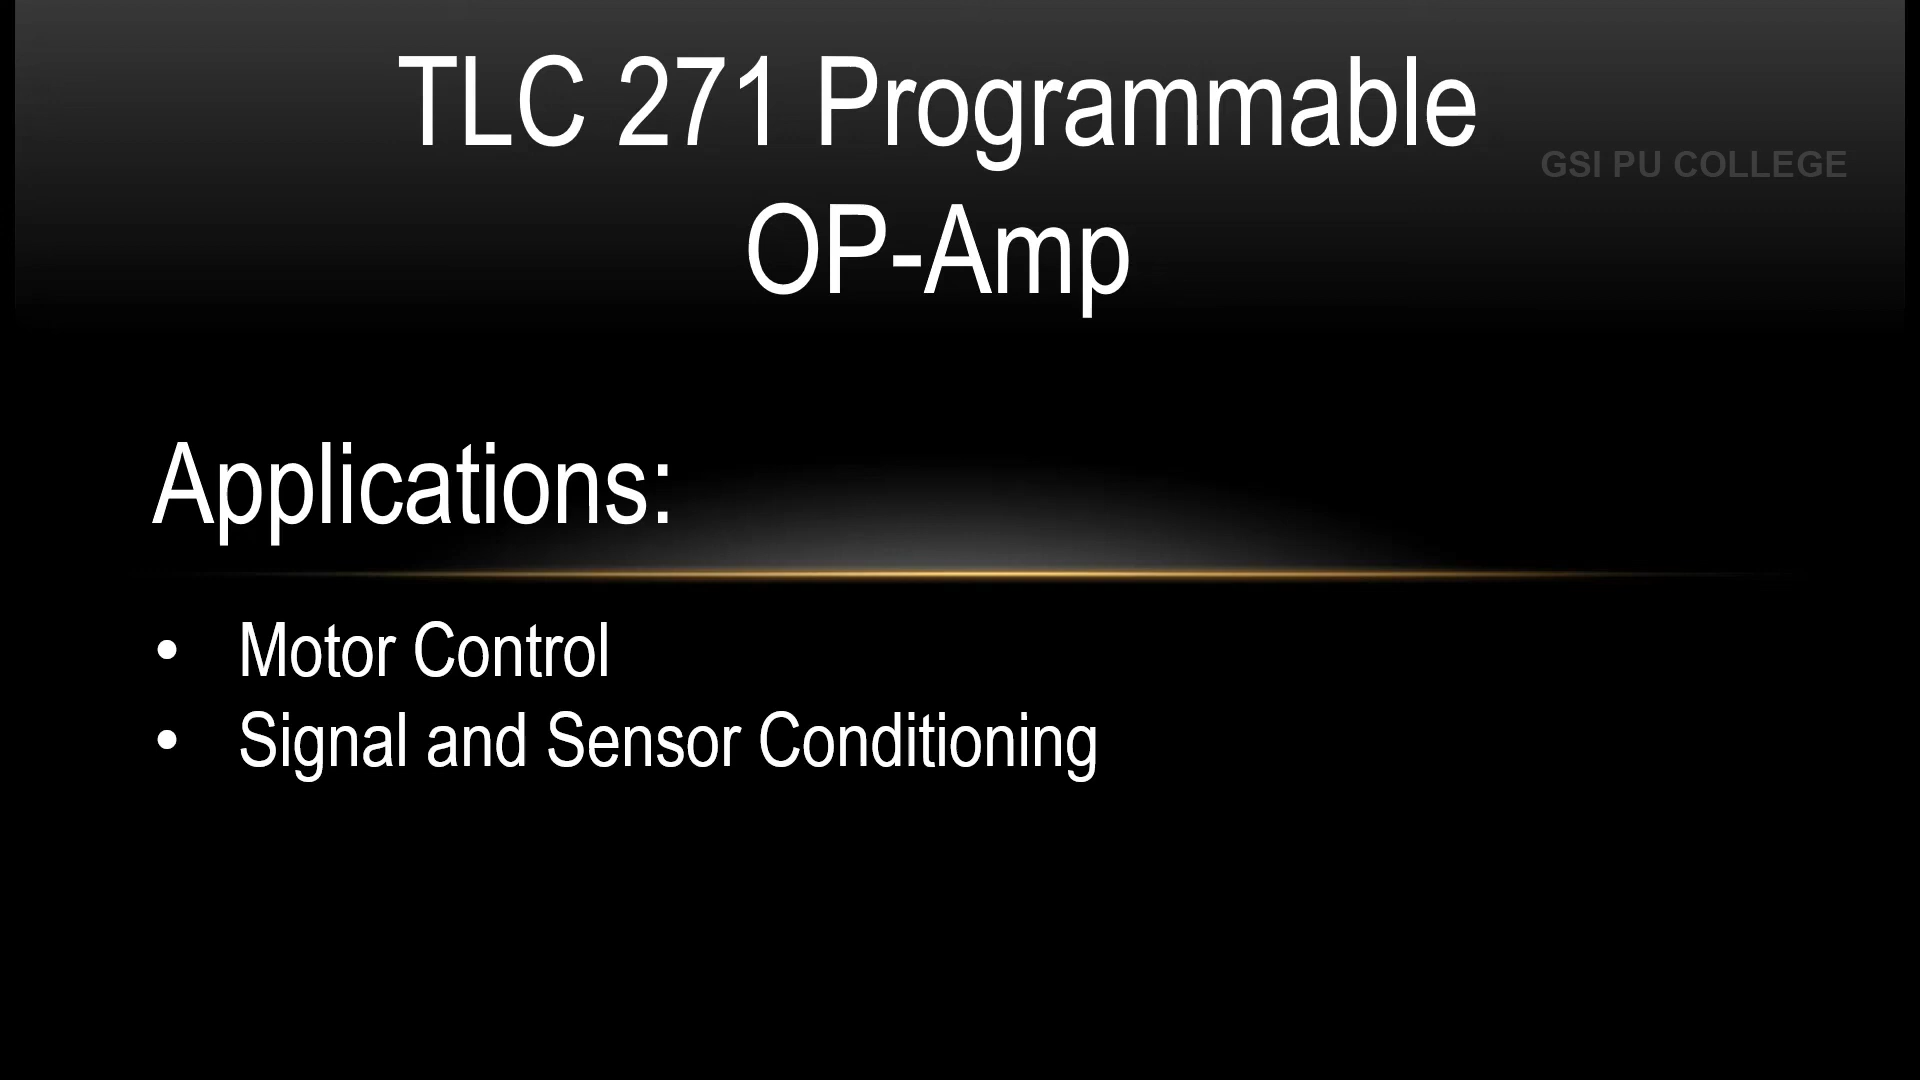 TLC 271 Programmable
OP-Amp
GSI PU COLLEGE
Applications:
• Motor Control
• Signal and Sensor Conditioning